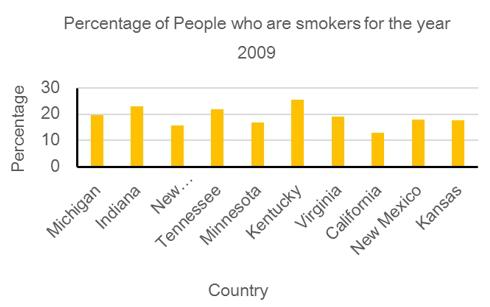 Percentage of People who are smokers for the year
2009
Percentage
30
20
10
0
Michigan
Indiana
New…
Tennessee
Minnesota
Kentucky
Virginia
California
New Mexico
Kansas
Country